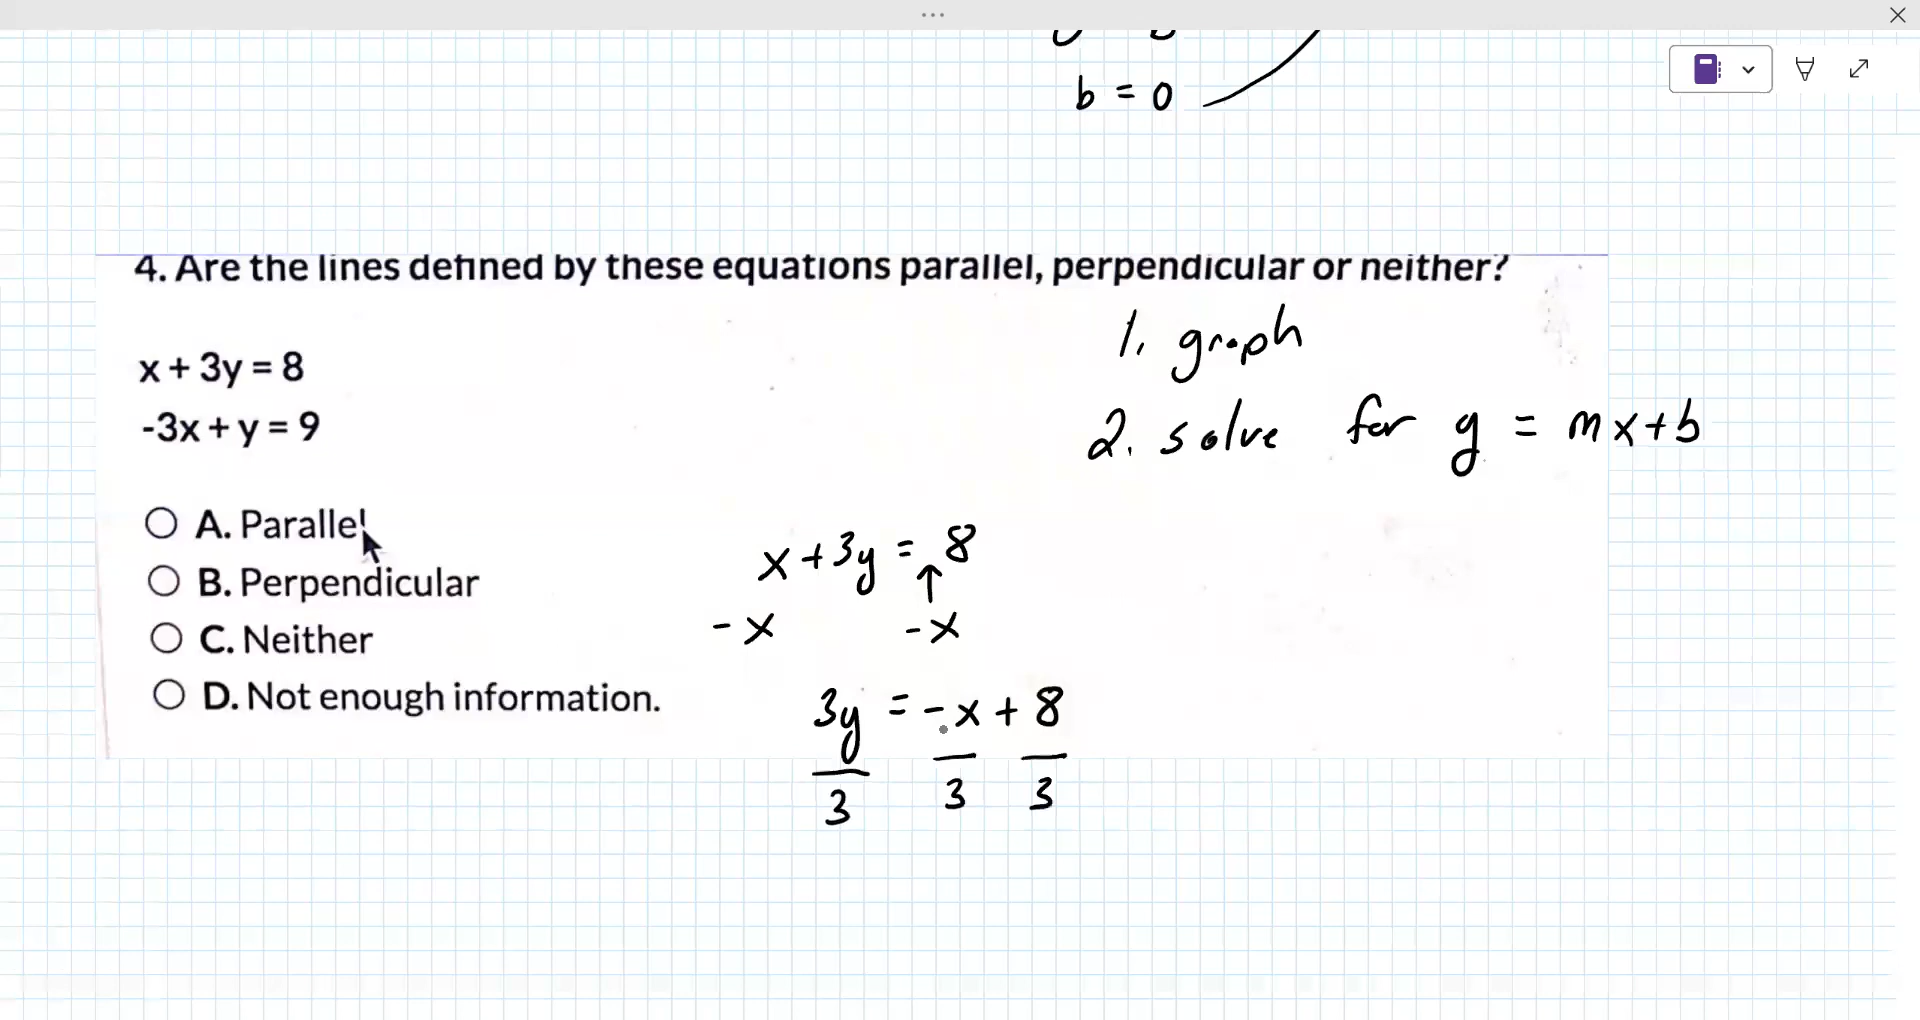 b = 0
4. Are the lines defined by these equations parallel, perpendicular or neither?
x + 3y = 8
-3x + y = 9
A. Parallel
B. Perpendicular
C. Neither
D. Not enough information.
1. graph
2. solve for y = mx+b
x+3y = 8
-x -x
3y = -x + 8
3 3 3